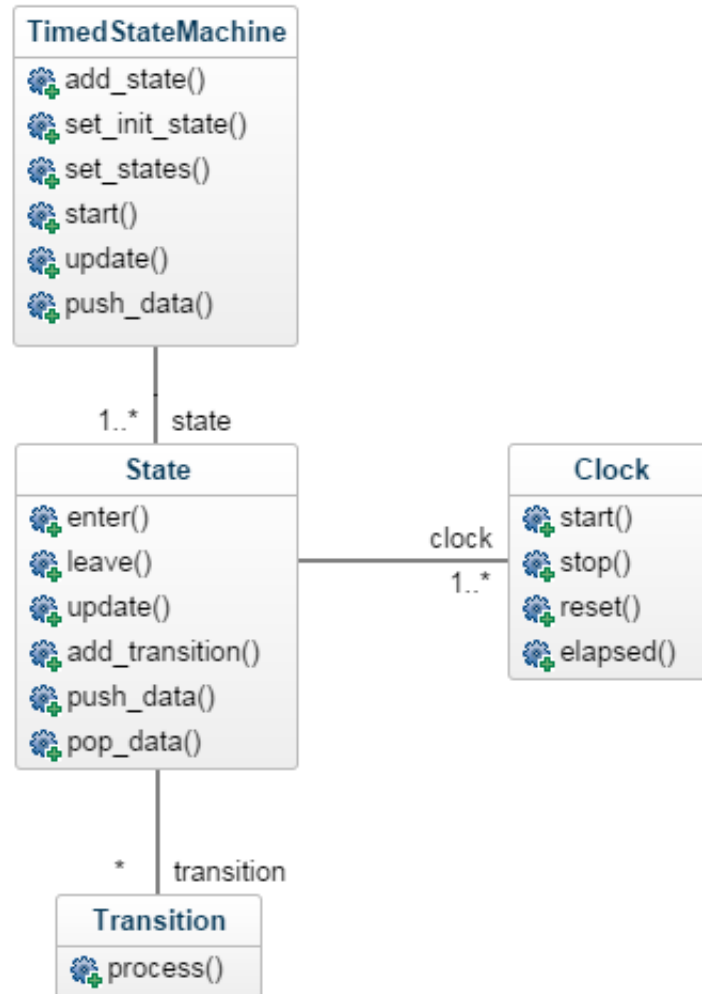 TimedStateMachine
add_state()
set_init_state()
set_states()
start()
update()
push_data()
1..* state
State
enter()
leave()
update()
add_transition()
push_data()
pop_data()
clock
1..*
Clock
start()
stop()
reset()
elapsed()
* transition
Transition
process()